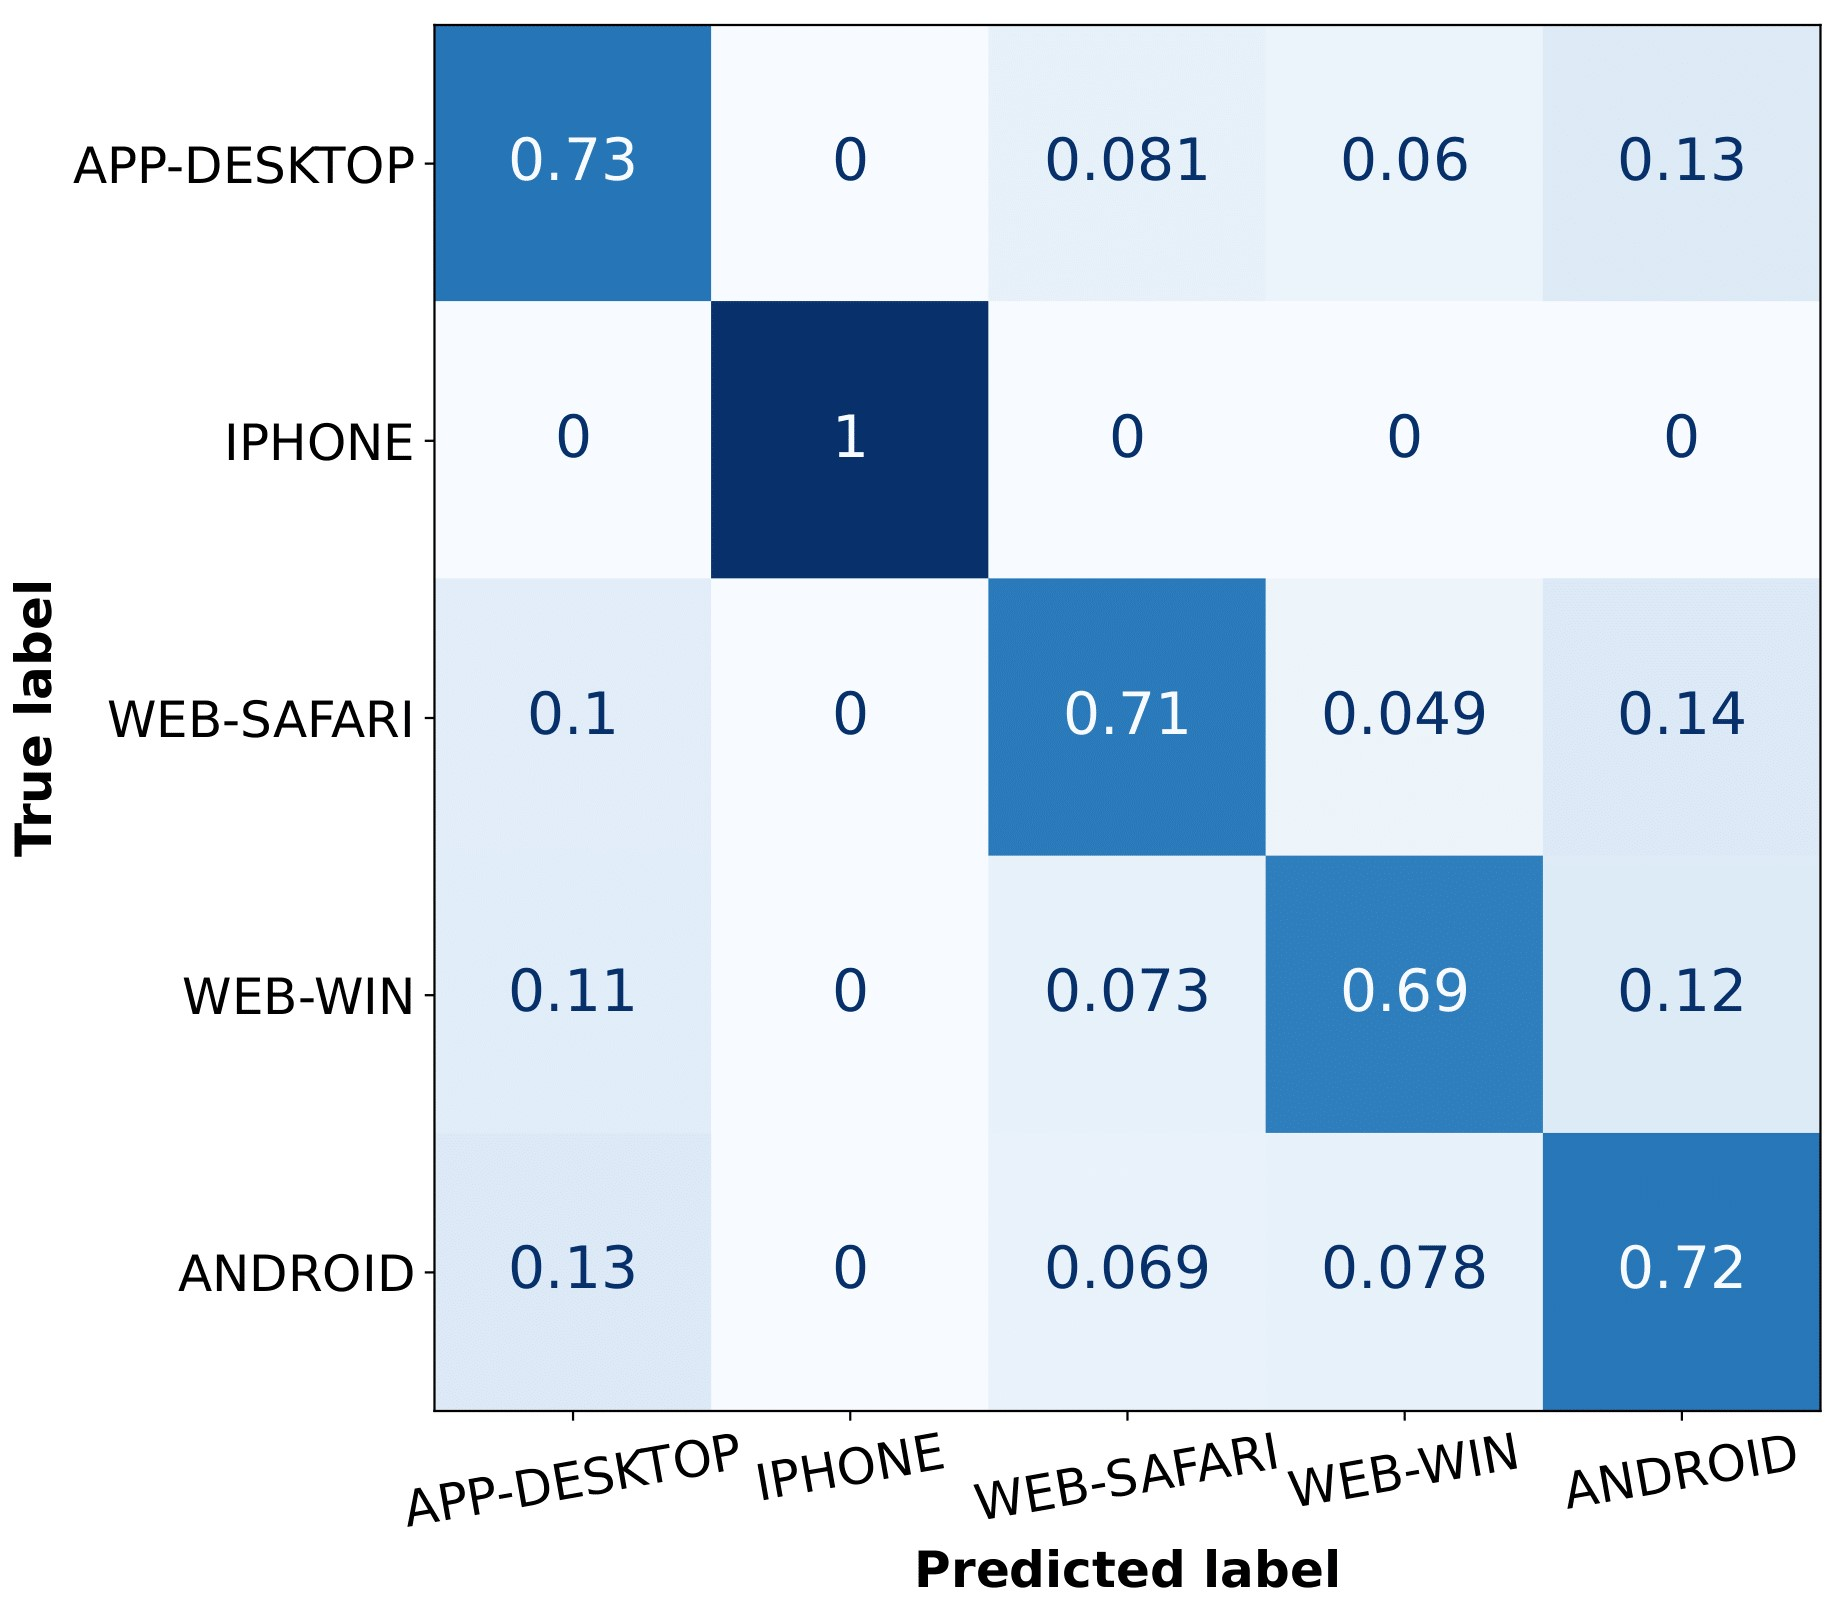 APP-DESKTOP 0.73 0 0.081 0.06 0.13
IPHONE 0 1 0 0 0
WEB-SAFARI 0.1 0 0.71 0.049 0.14
WEB-WIN 0.11 0 0.073 0.69 0.12
ANDROID 0.13 0 0.069 0.078 0.72
True label
APP-DESKTOP IPHONE WEB-SAFARI WEB-WIN ANDROID
Predicted label